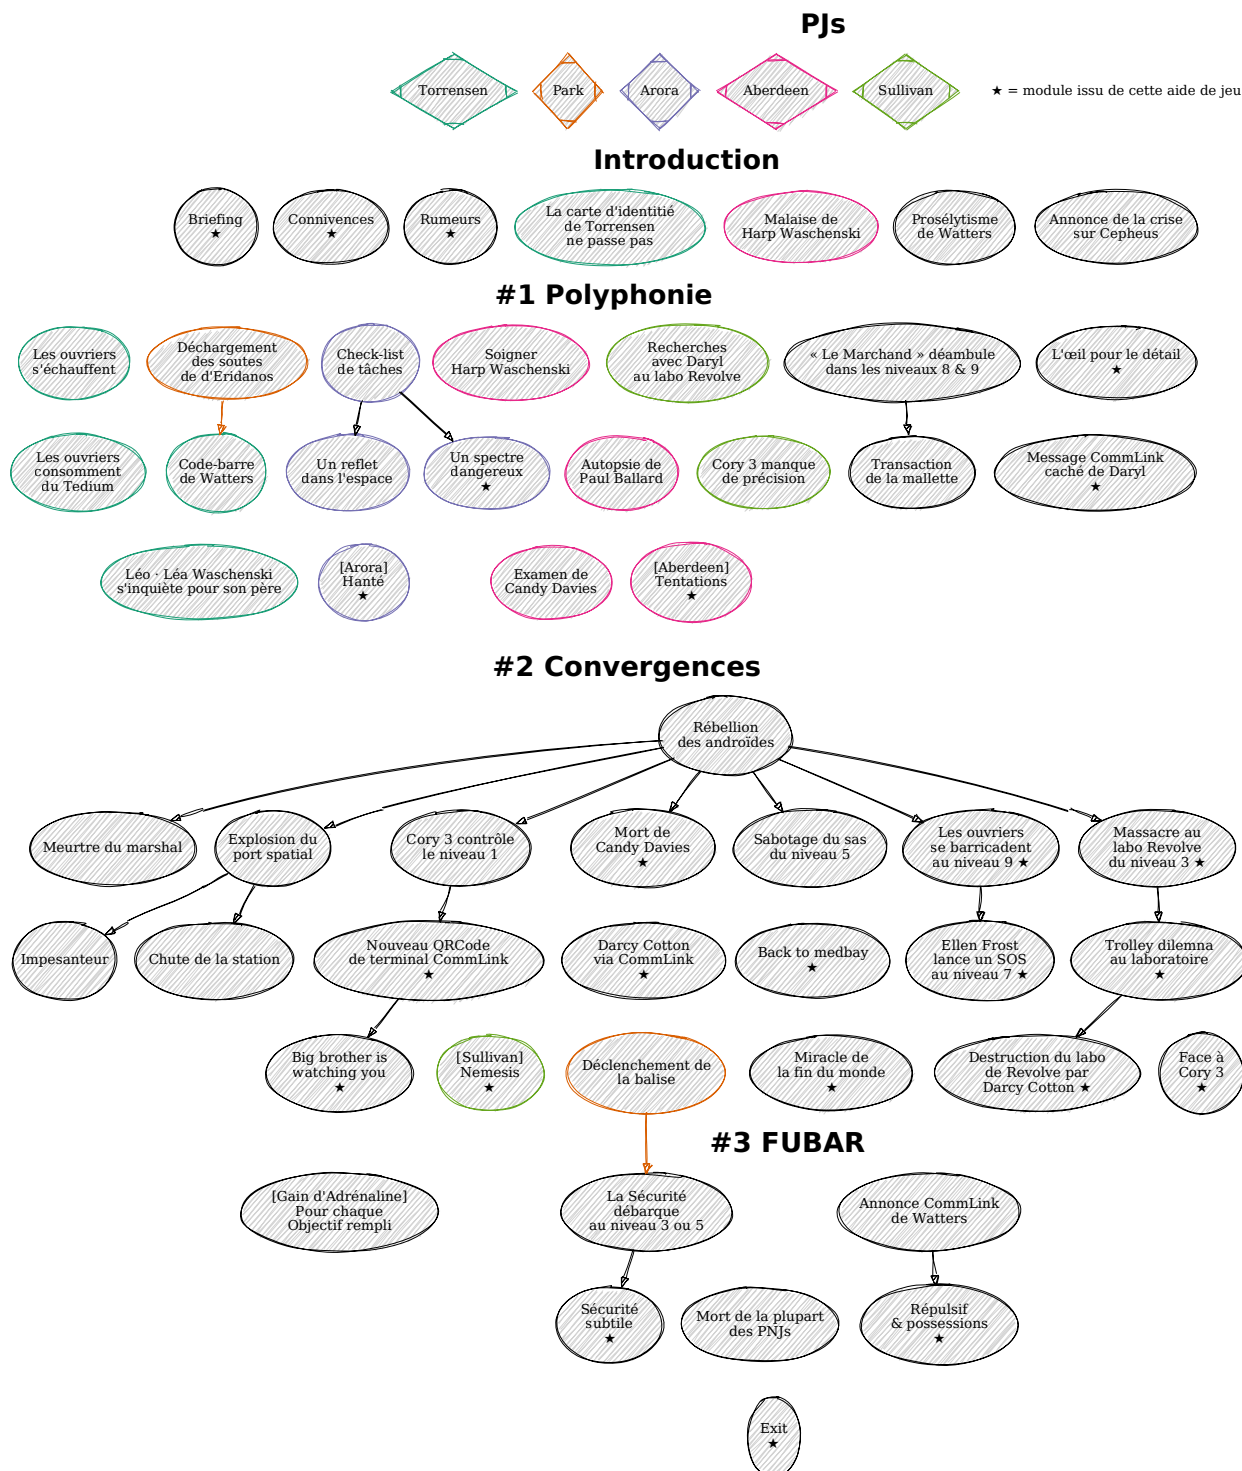 PJs
Torrensen
Park
Arora
Aberdeen
Sullivan
★ = module issu de cette aide de jeu
Introduction
Briefing
★
Connivences
★
Rumeurs
★
La carte d'identitié
de Torrensen
ne passe pas
Malaise de
Harp Waschenski
Prosélytisme
de Watters
Annonce de la crise
sur Cepheus
#1 Polyphonie
Les ouvriers
s'échauffent
Déchargement
des soutes
de d'Eridanos
Check-list
de tâches
Soigner
Harp Waschenski
Recherches
avec Daryl
au labo Revolve
« Le Marchand » déambule
dans les niveaux 8 & 9
L'œil pour le détail
★
Les ouvriers
consomment
du Tedium
Code-barre
de Watters
Un reflet
dans l'espace
Un spectre
dangereux
★
Autopsie de
Paul Ballard
Cory 3 manque
de précision
Transaction
de la mallette
Message CommLink
caché de Daryl
★
Léo · Léa Waschenski
s'inquiète pour son père
[Arora]
Hanté
★
Examen de
Candy Davies
[Aberdeen]
Tentations
★
#2 Convergences
Rébellion
des androïdes
Meurtre du marshal
Explosion du
port spatial
Cory 3 contrôle
le niveau 1
Mort de
Candy Davies
★
Sabotage du sas
du niveau 5
Les ouvriers
se barricadent
au niveau 9 ★
Massacre au
labo Revolve
du niveau 3 ★
Impesanteur
Chute de la station
Nouveau QRCode
de terminal CommLink
★
Darcy Cotton
via CommLink
★
Back to medbay
★
Ellen Frost
lance un SOS
au niveau 7 ★
Trolley dilemna
au laboratoire
★
Big brother is
watching you
★
[Sullivan]
Nemesis
★
Déclenchement de
la balise
Miracle de
la fin du monde
★
Destruction du labo
de Revolve par
Darcy Cotton ★
Face à
Cory 3
★
#3 FUBAR
[Gain d'Adrénaline]
Pour chaque
Objectif rempli
La Sécurité
débarque
au niveau 3 ou 5
Annonce CommLink
de Watters
Sécurité
subtile
★
Mort de la plupart
des PNJs
Répulsif
& possessions
★
Exit
★